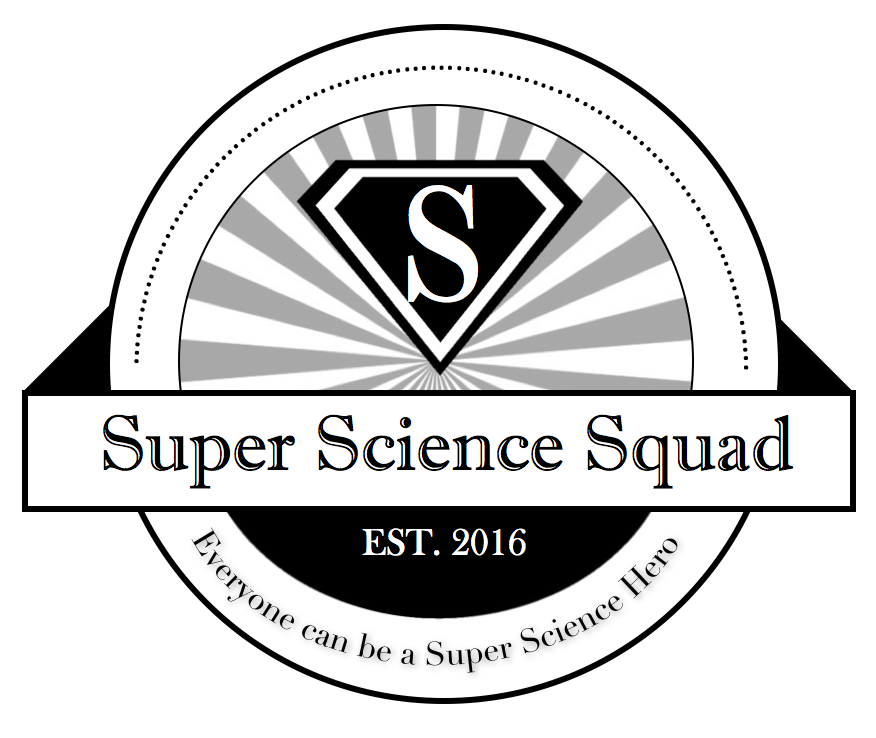 S
Super Science Squad
EST. 2016
Everyone can be a Super Science Hero